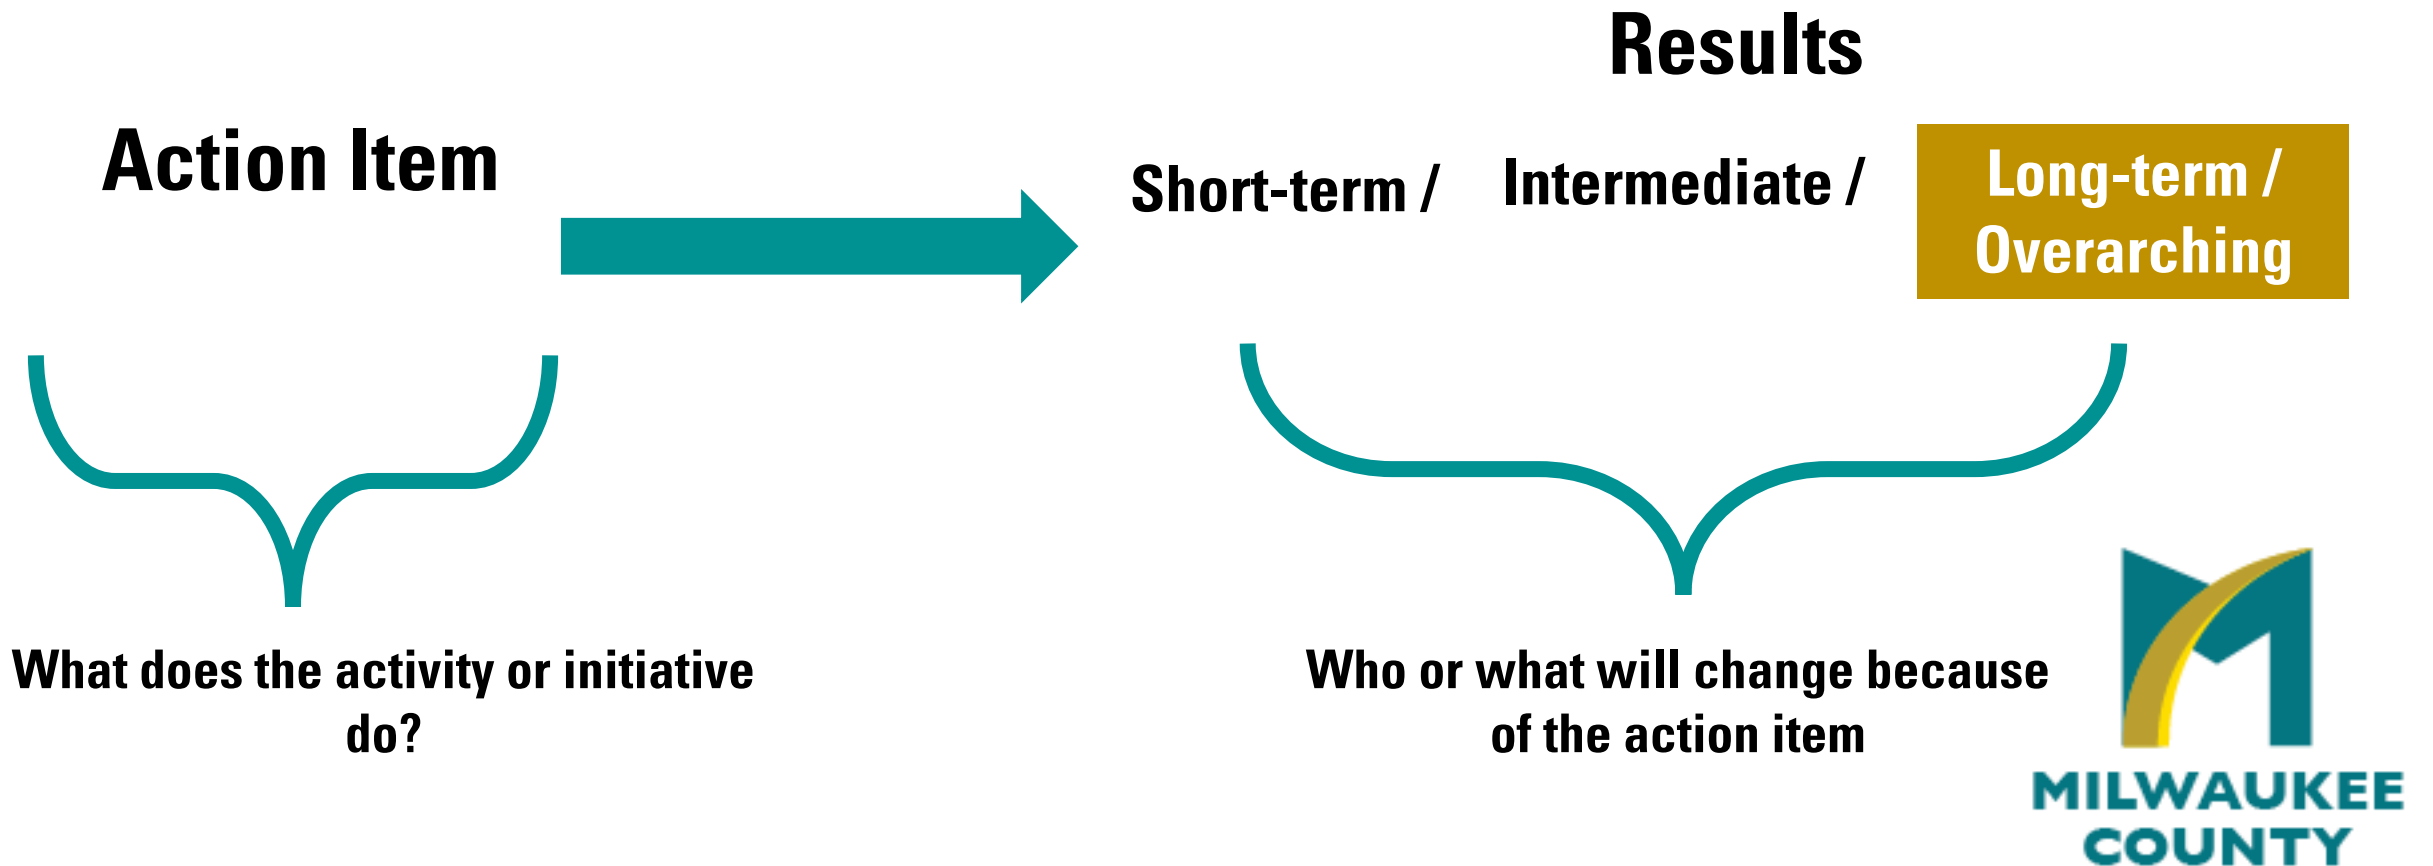 Results
Action Item
Short-term /
Intermediate /
Long-term /
Overarching
What does the activity or initiative
do?
Who or what will change because
of the action item
MILWAUKEE
COUNTY